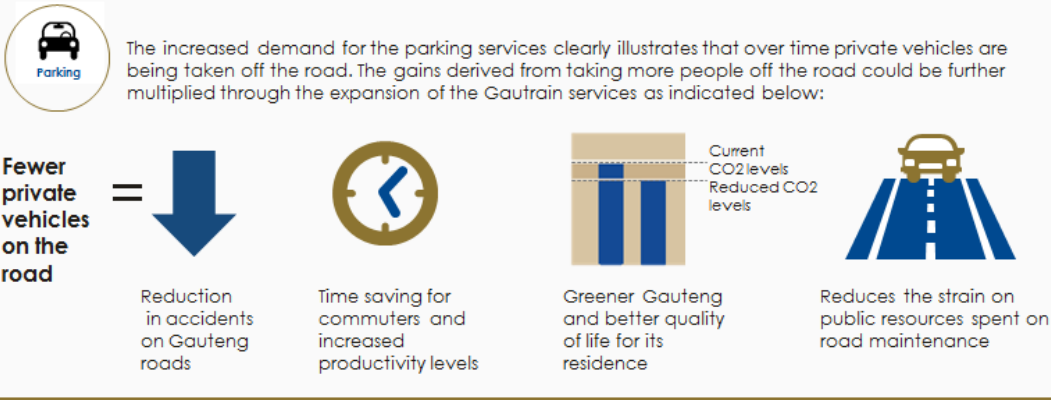 Parking
The increased demand for the parking services clearly illustrates that over time private vehicles are
being taken off the road. The gains derived from taking more people off the road could be further
multiplied through the expansion of the Gautrain services as indicated below:
Fewer
private
vehicles
on the
road
=
Current
CO2 levels
Reduced CO2
levels
Reduction
in accidents
on Gauteng
roads
Time saving for
commuters and
increased
productivity levels
Greener Gauteng
and better quality
of life for its
residence
Reduces the strain on
public resources spent on
road maintenance